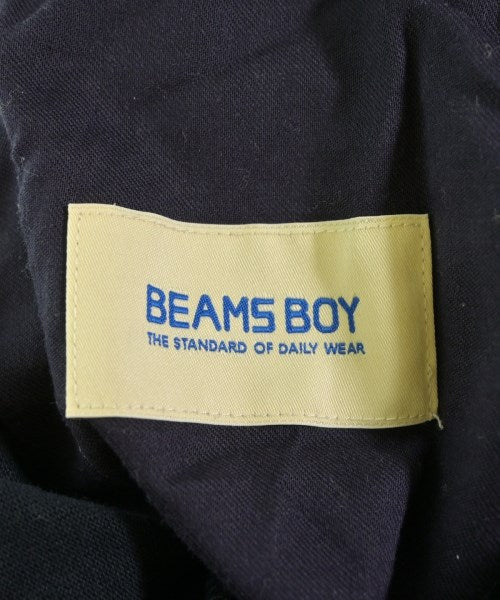 BEAMS BOY
THE STANDARD OF DAILY WEAR